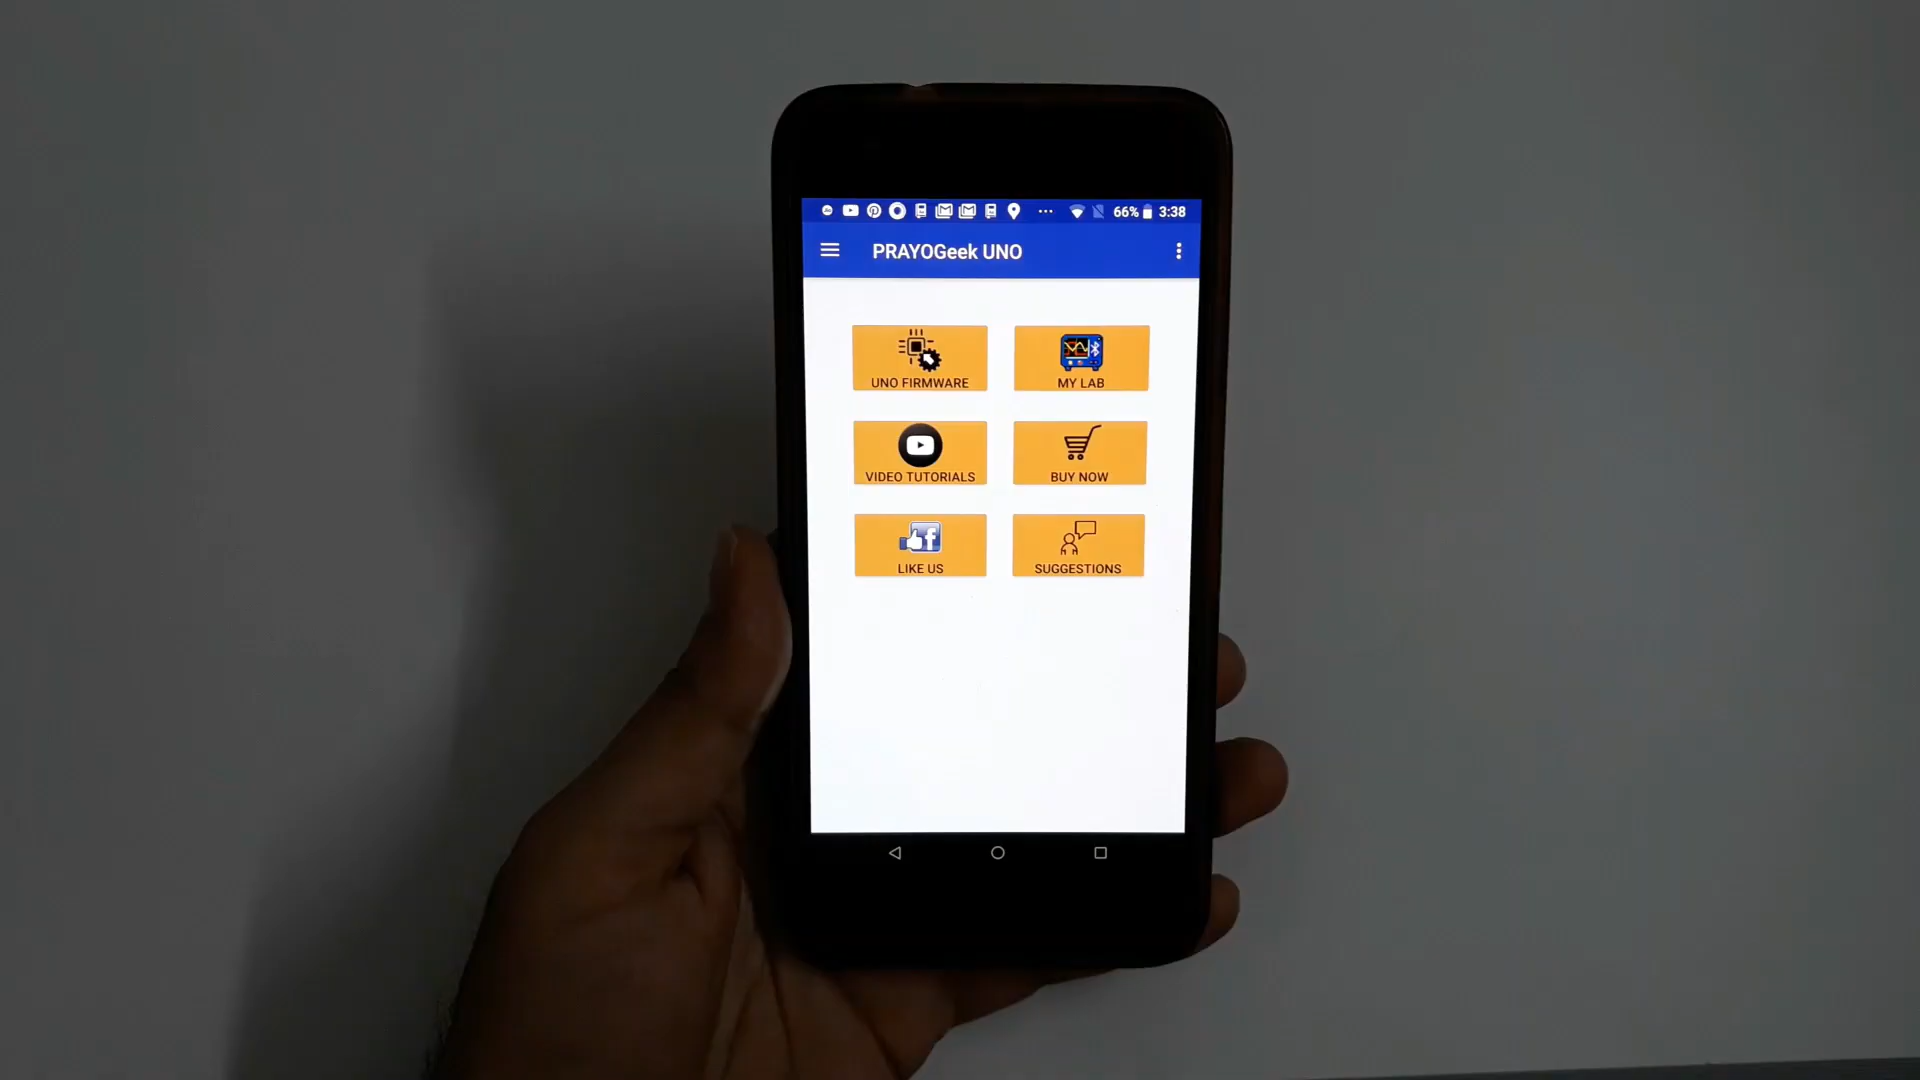 66% 3:38
PRAYOGeek UNO
UNO FIRMWARE
MY LAB
VIDEO TUTORIALS
BUY NOW
LIKE US
SUGGESTIONS